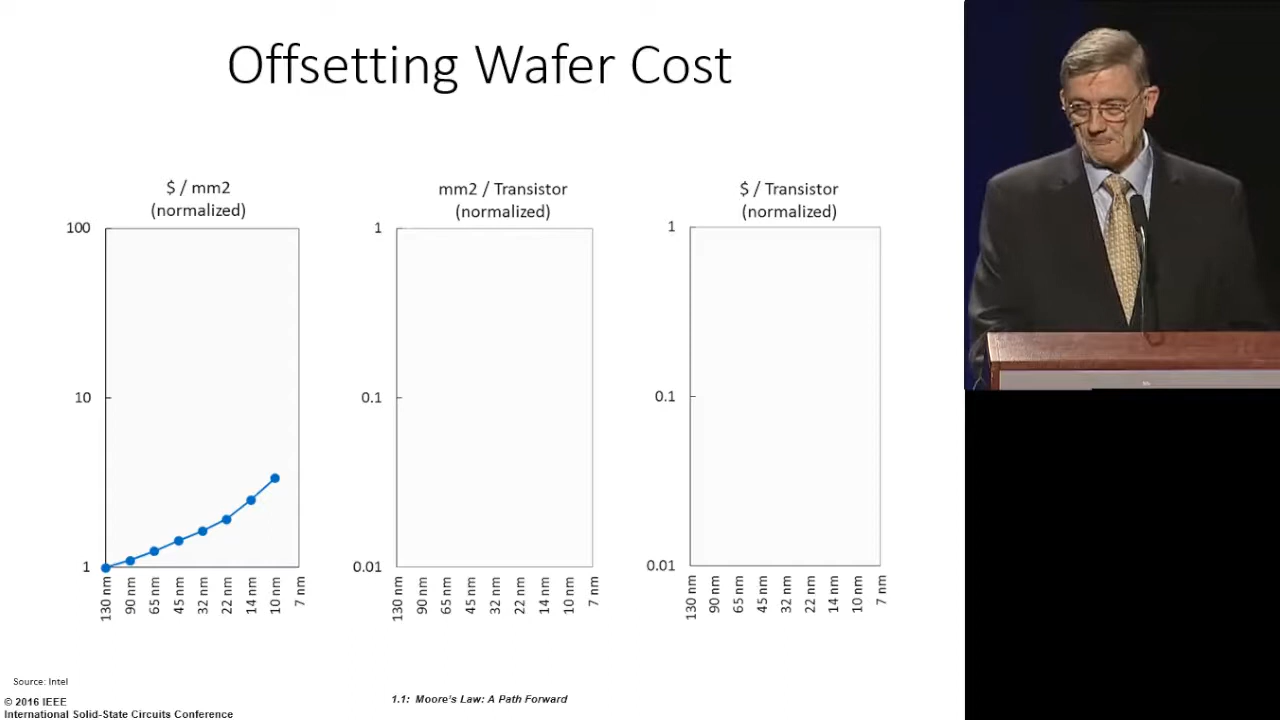 Offsetting Wafer Cost
$ / mm2
(normalized)
100
10
1
130 nm
90 nm
65 nm
45 nm
32 nm
22 nm
14 nm
10 nm
7 nm
mm2 / Transistor
(normalized)
1
0.1
0.01
130 nm
90 nm
65 nm
45 nm
32 nm
22 nm
14 nm
10 nm
7 nm
$ / Transistor
(normalized)
1
0.1
0.01
130 nm
90 nm
65 nm
45 nm
32 nm
22 nm
14 nm
10 nm
7 nm
Source: Intel
© 2016 IEEE
International Solid-State Circuits Conference
1.1: Moore's Law: A Path Forward